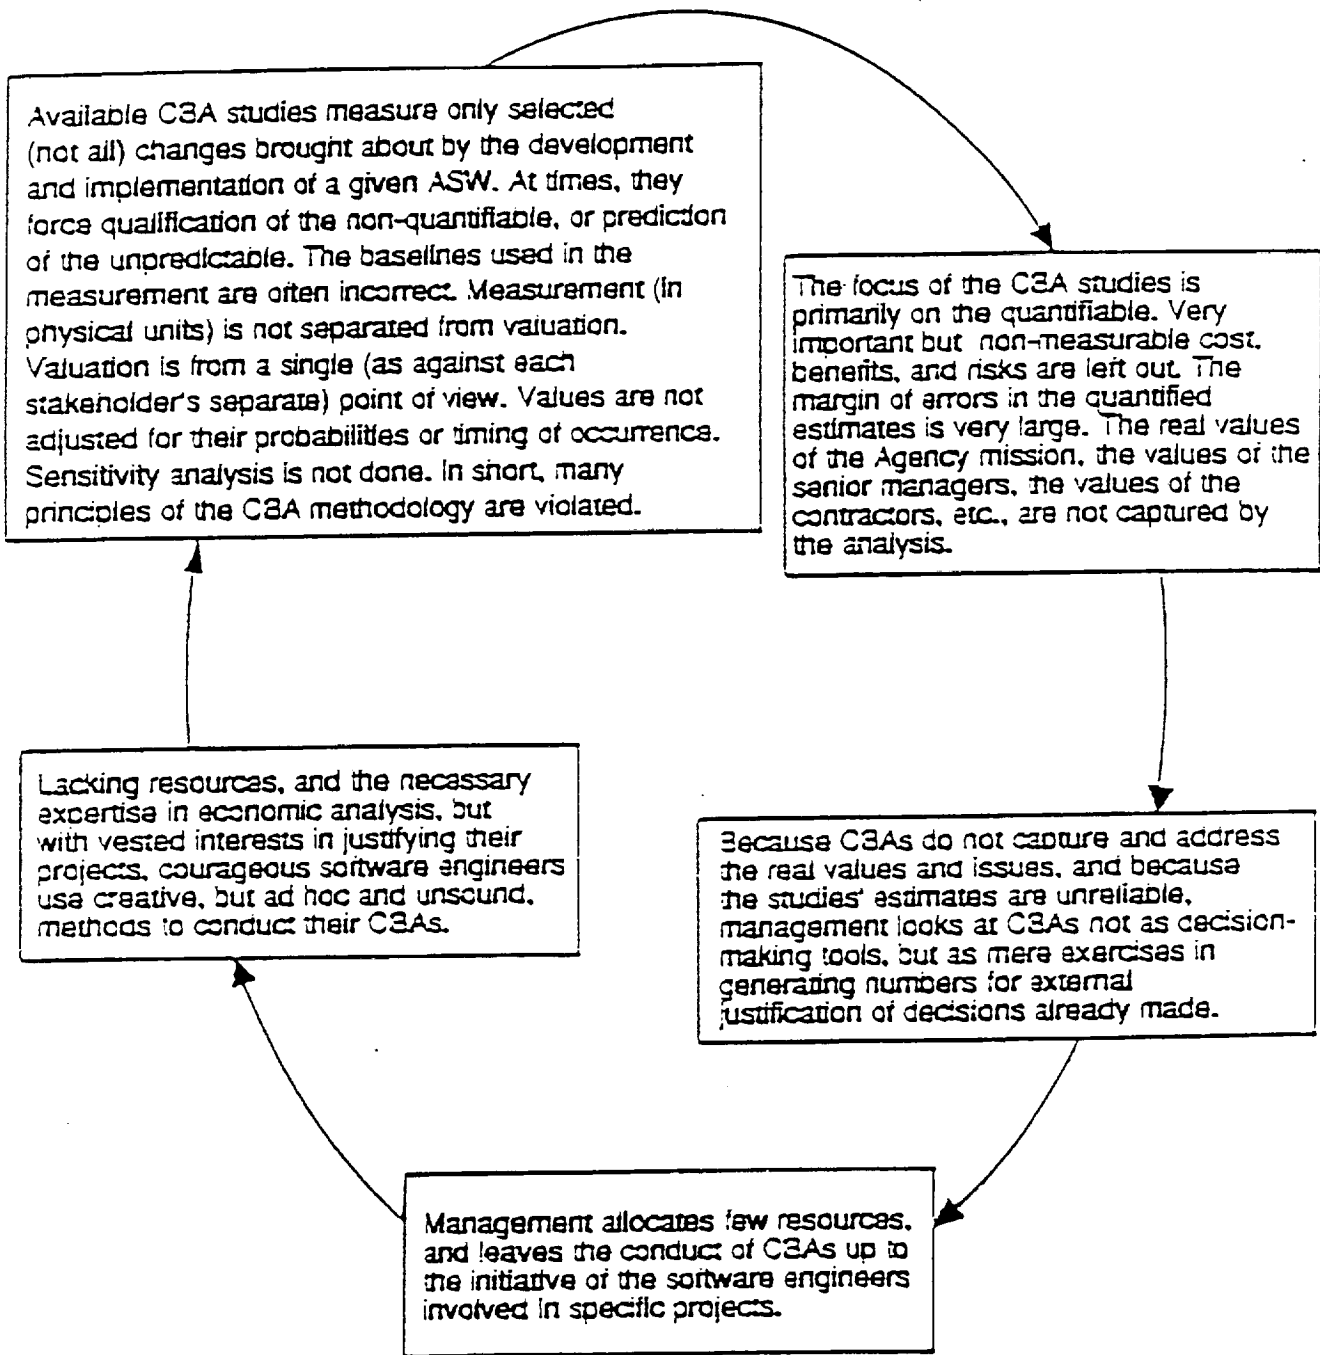 Available CBA studies measure only selected
(not all) changes brought about by the development
and implementation of a given ASW. At times, they
force qualification of the non-quantifiable, or prediction
of the unpredictable. The baselines used in the
measurement are often incorrect. Measurement (in
physical units) is not separated from valuation.
Valuation is from a single (as against each
stakeholder's separate) point of view. Values are not
adjusted for their probabilities or timing of occurrence.
Sensitivity analysis is not done. In short, many
principles of the CBA methodology are violated.
The focus of the CBA studies is
primarily on the quantifiable. Very
important but non-measurable cost,
benefits, and risks are left out. The
margin of errors in the quantified
estimates is very large. The real values
of the Agency mission, the values of the
senior managers, the values of the
contractors, etc., are not captured by
the analysis.
Because CBAs do not capture and address
the real values and issues, and because
the studies' estimates are unreliable,
management looks at CBAs not as decision-
making tools, but as mere exercises in
generating numbers for external
justification of decisions already made.
Management allocates few resources,
and leaves the conduct of CBAs up to
the initiative of the software engineers
involved in specific projects.
Lacking resources, and the necessary
expertise in economic analysis, but
with vested interests in justifying their
projects, courageous software engineers
use creative, but ad hoc and unsound,
methods to conduct their CBAs.